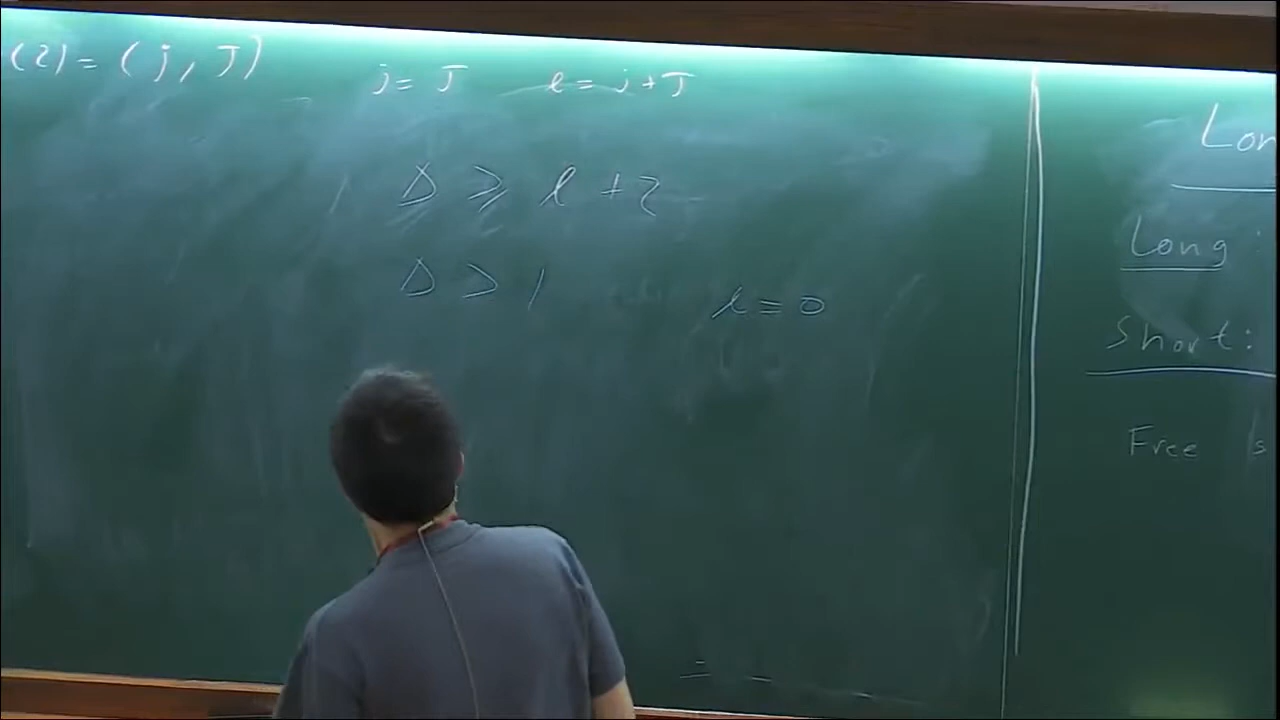 (2) = (j, J) j = J l = j + J
Δ ≥ l + 2
Δ > 1 l = 0
Lon
Long :
Short :
Free s